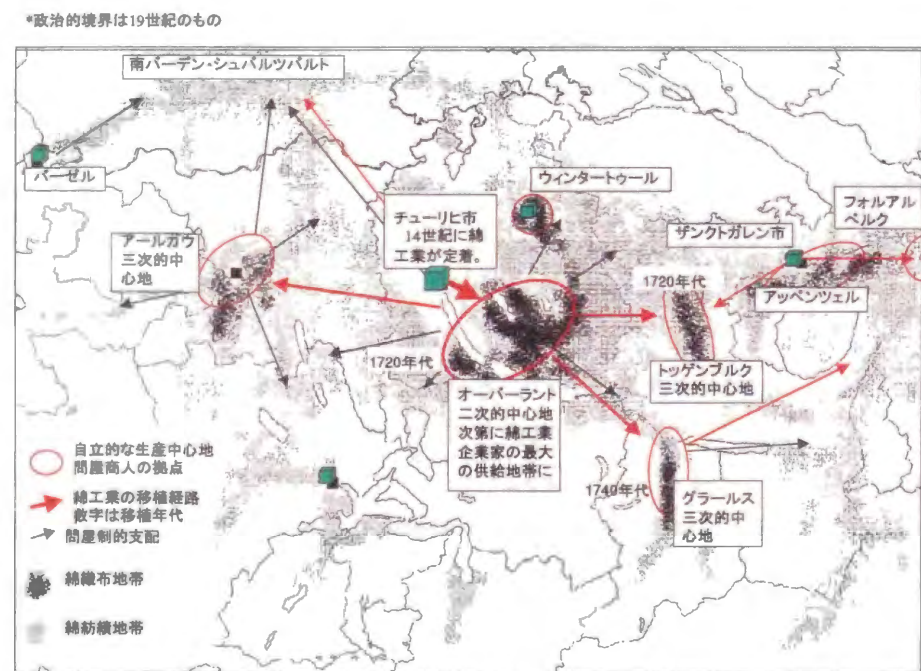 *政治的境界は19世紀のもの
南バーデン・シュバルツバルト
バーゼル
ウィンタートゥール
チューリヒ市
14世紀に綿
工業が定着。
フォルアル
ベルク
ザンクトガレン市
アールガウ
三次的中
心地
1720年代
アッペンツェル
1720年代
トッゲンブルク
三次的中心地
オーバーラント
二次的中心地
次第に綿工業
企業家の最大
の供給地帯に
1740年代
グラールス
三次的中
心地
自立的な生産中心地
問屋商人の拠点
綿工業の移植経路
数字は移植年代
問屋制的支配
綿織布地帯
綿紡績地帯